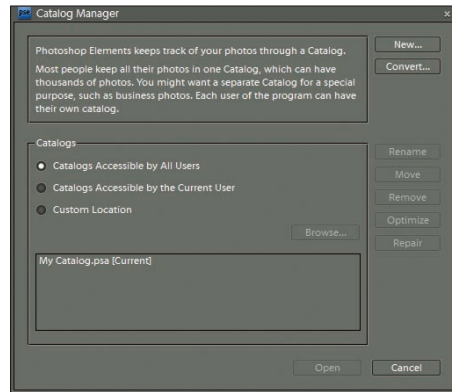 pse Catalog Manager
Photoshop Elements keeps track of your photos through a Catalog.
Most people keep all their photos in one Catalog, which can have
thousands of photos. You might want a separate Catalog for a special
purpose, such as business photos. Each user of the program can have
their own catalog.
New...
Convert...
Catalogs
Catalogs Accessible by All Users
Catalogs Accessible by the Current User
Custom Location
Browse...
My Catalog.psa [Current]
Rename
Move
Remove
Optimize
Repair
Open
Cancel